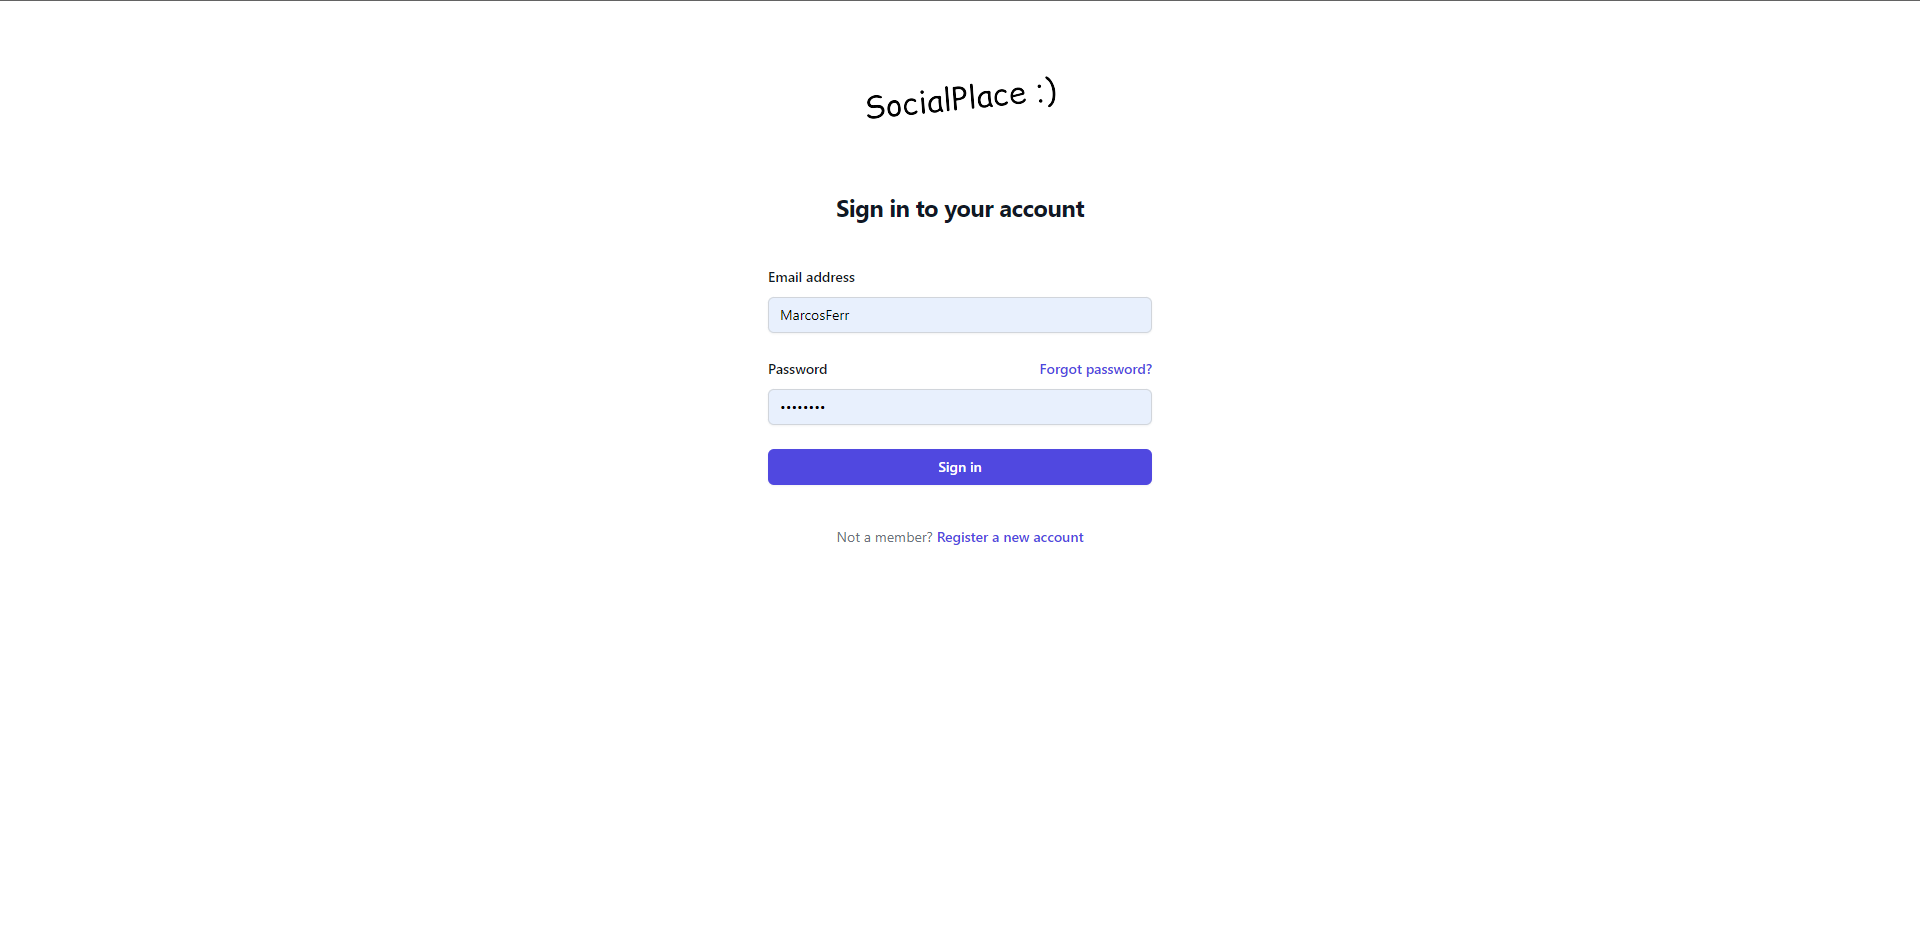 SocialPlace :)
Sign in to your account
Email address
MarcosFerr
Password Forgot password?
••••••••
Sign in
Not a member? Register a new account